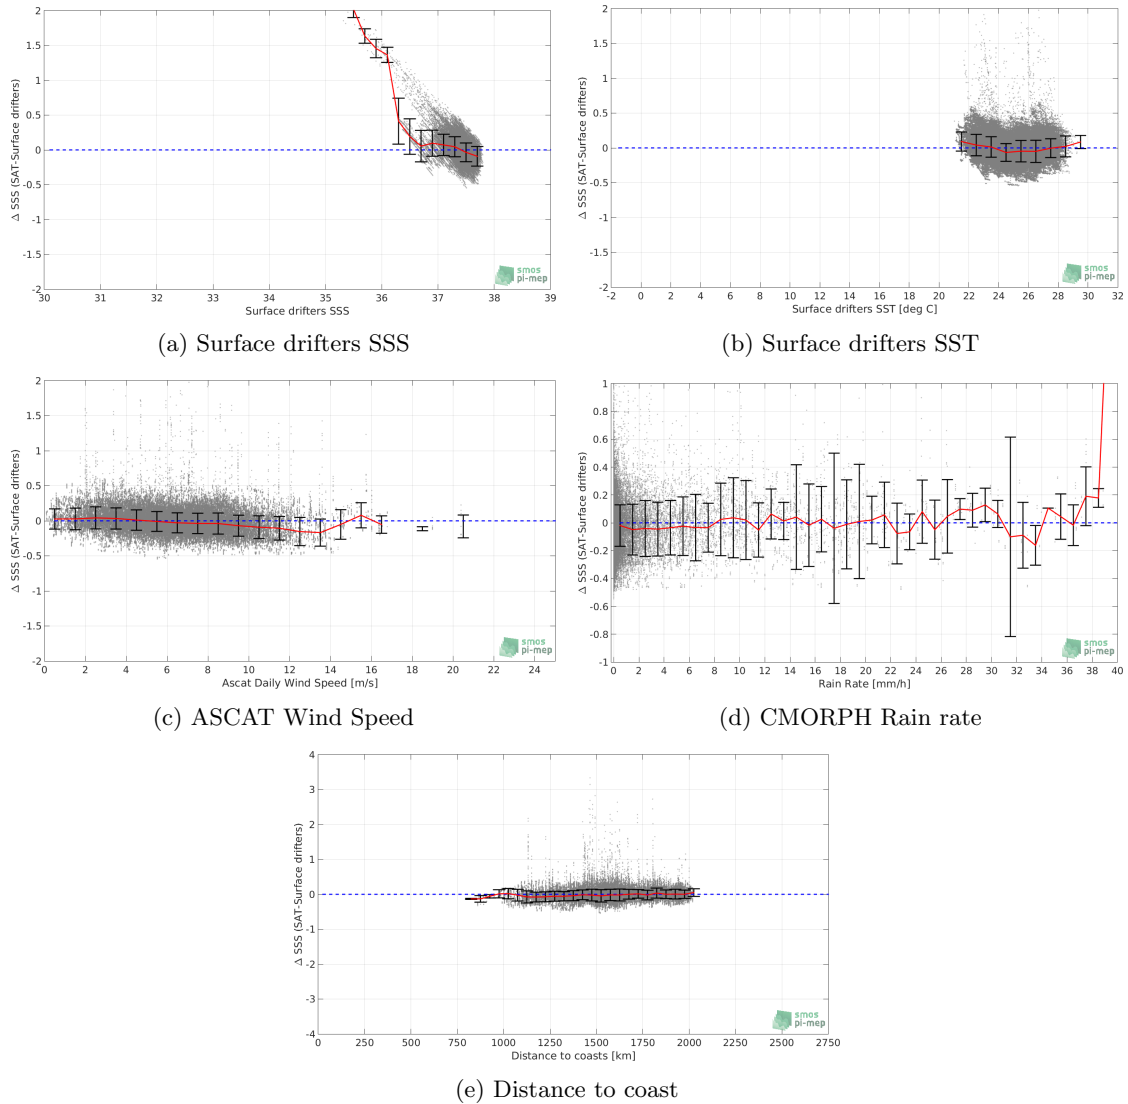 2
1.5
1
0.5
0
-0.5
-1
-1.5
-2
Δ SSS (SAT-Surface drifters)
30 31 32 33 34 35 36 37 38 39
Surface drifters SSS
smos
pi-mep
(a) Surface drifters SSS
2
1.5
1
0.5
0
-0.5
-1
-1.5
-2
Δ SSS (SAT-Surface drifters)
-2 0 2 4 6 8 10 12 14 16 18 20 22 24 26 28 30 32
Surface drifters SST [deg C]
smos
pi-mep
(b) Surface drifters SST
2
1.5
1
0.5
0
-0.5
-1
-1.5
-2
Δ SSS (SAT-Surface drifters)
0 2 4 6 8 10 12 14 16 18 20 22 24
Ascat Daily Wind Speed [m/s]
smos
pi-mep
(c) ASCAT Wind Speed
1
0.8
0.6
0.4
0.2
0
-0.2
-0.4
-0.6
-0.8
-1
Δ SSS (SAT-Surface drifters)
0 2 4 6 8 10 12 14 16 18 20 22 24 26 28 30 32 34 36 38 40
Rain Rate [mm/h]
smos
pi-mep
(d) CMORPH Rain rate
4
3
2
1
0
-1
-2
-3
-4
Δ SSS (SAT-Surface drifters)
0 250 500 750 1000 1250 1500 1750 2000 2250 2500 2750
Distance to coasts [km]
smos
pi-mep
(e) Distance to coast